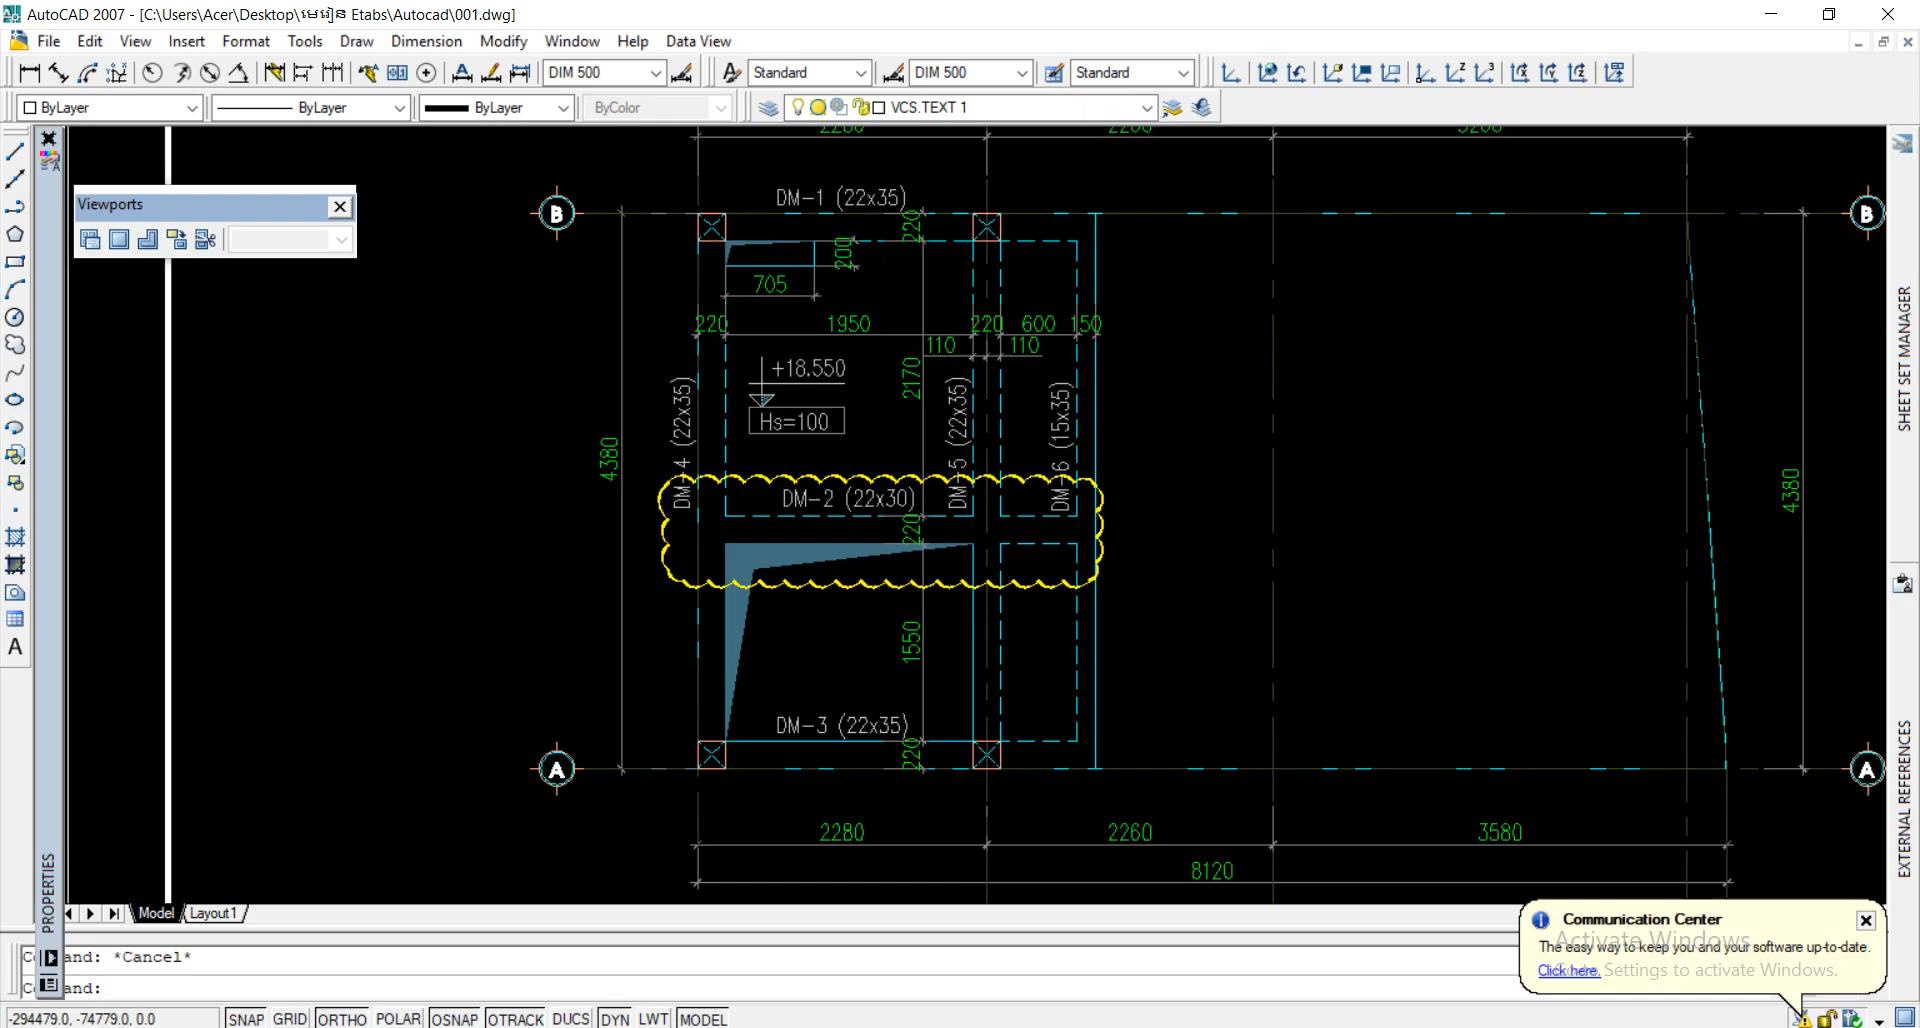 AutoCAD 2007 - [C:\Users\Acer\Desktop\មេរៀន Etabs\Autocad\001.dwg]
File Edit View Insert Format Tools Draw Dimension Modify Window Help Data View
DIM 500 Standard DIM 500 Standard
ByLayer ByLayer ByLayer ByColor VCS.TEXT 1
Viewports
DM-1 (22x35)
B
B
220
200
705
220 1950 220 600 150
110 110
+18.550
Hs=100
2170
DM-4 (22x35)
DM-5 (22x35)
DM-6 (15x35)
4380
4380
DM-2 (22x30)
220
1550
DM-3 (22x35)
220
A
A
2280 2260 3580
8120
SHEET SET MANAGER
EXTERNAL REFERENCES
PROPERTIES
Model Layout1
and: *Cancel*
and:
Communication Center
The easy way to keep you and your software up-to-date.
Click here.
Activate Windows
Settings to activate Windows.
-294479.0, -74779.0, 0.0 SNAP GRID ORTHO POLAR OSNAP OTRACK DUCS DYN LWT MODEL